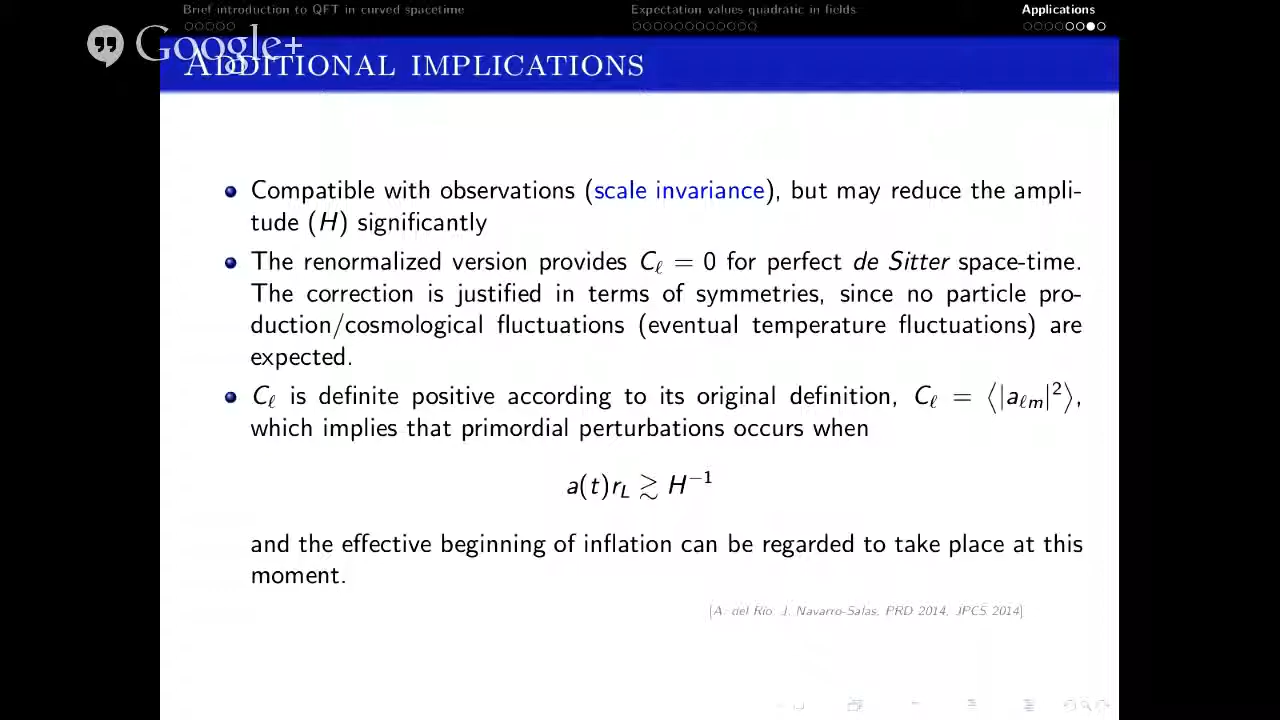 Brief introduction to QFT in curved spacetime
Expectation values quadratic in fields
Applications
Google+
Additional implications
Compatible with observations (scale invariance), but may reduce the ampli-
tude (H) significantly
The renormalized version provides Cℓ = 0 for perfect de Sitter space-time.
The correction is justified in terms of symmetries, since no particle pro-
duction/cosmological fluctuations (eventual temperature fluctuations) are
expected.
Cℓ is definite positive according to its original definition, Cℓ = ⟨|aℓm|²⟩,
which implies that primordial perturbations occurs when
a(t)r_L ≳ H⁻¹
and the effective beginning of inflation can be regarded to take place at this
moment.
[A. del Río, J. Navarro-Salas, PRD 2014, JPCS 2014]